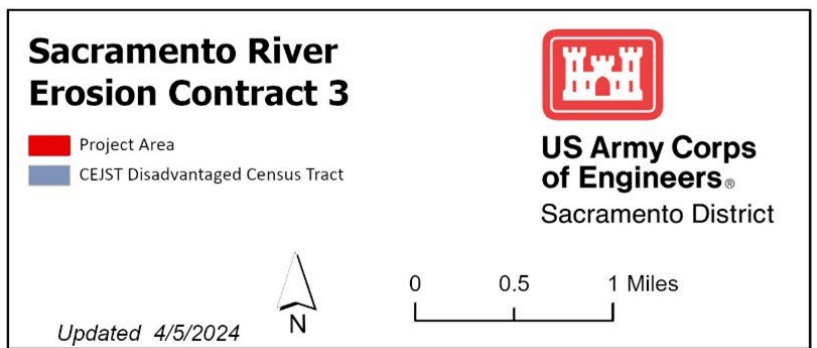 Sacramento River
Erosion Contract 3
Project Area
CEJST Disadvantaged Census Tract
US Army Corps
of Engineers®
Sacramento District
0 0.5 1 Miles
N
Updated 4/5/2024